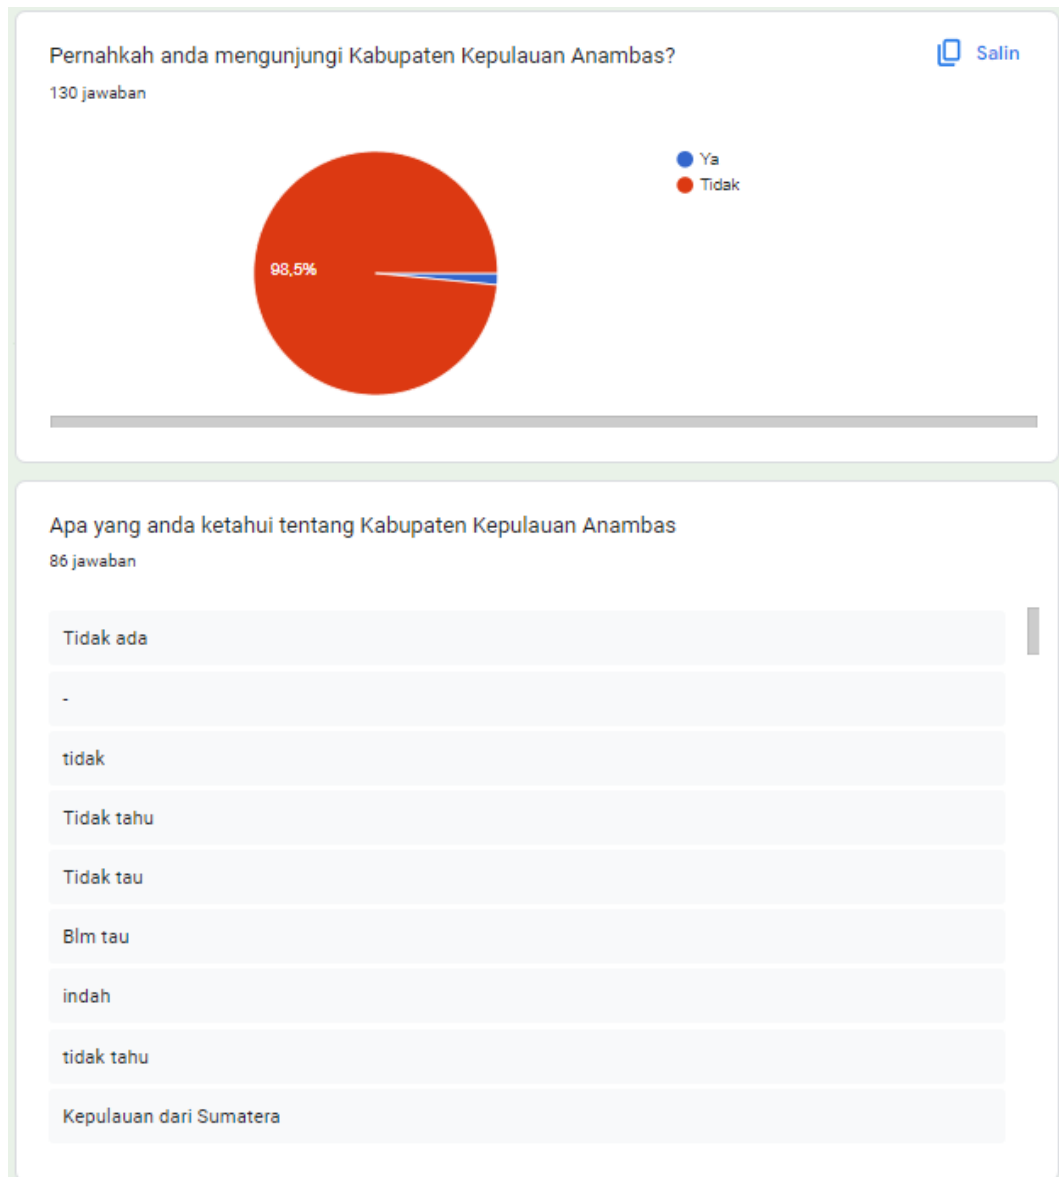 Pernahkah anda mengunjungi Kabupaten Kepulauan Anambas?
Salin
130 jawaban
Ya
Tidak
98,5%
Apa yang anda ketahui tentang Kabupaten Kepulauan Anambas
86 jawaban
Tidak ada
-
tidak
Tidak tahu
Tidak tau
Blm tau
indah
tidak tahu
Kepulauan dari Sumatera